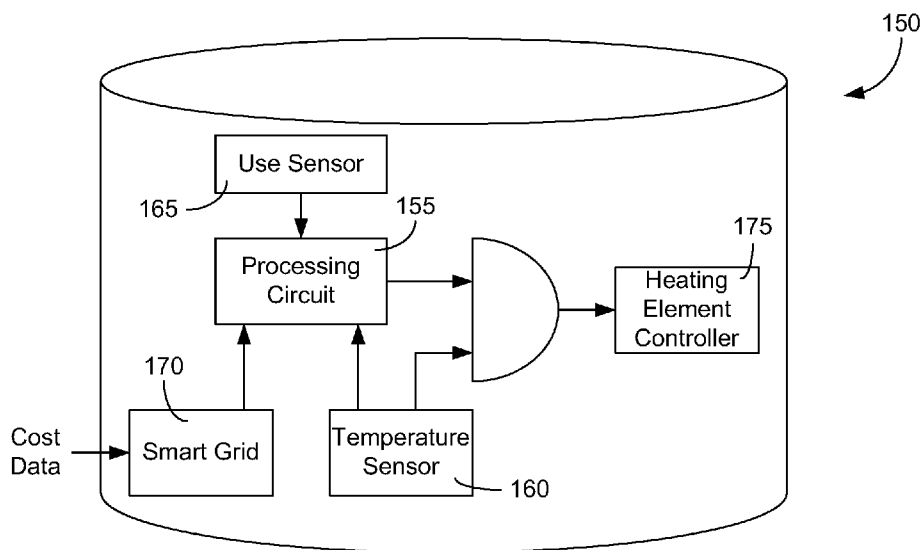 150
Use Sensor
165
155
Processing
Circuit
175
Heating
Element
Controller
170
Cost
Data
Smart Grid
Temperature
Sensor
160